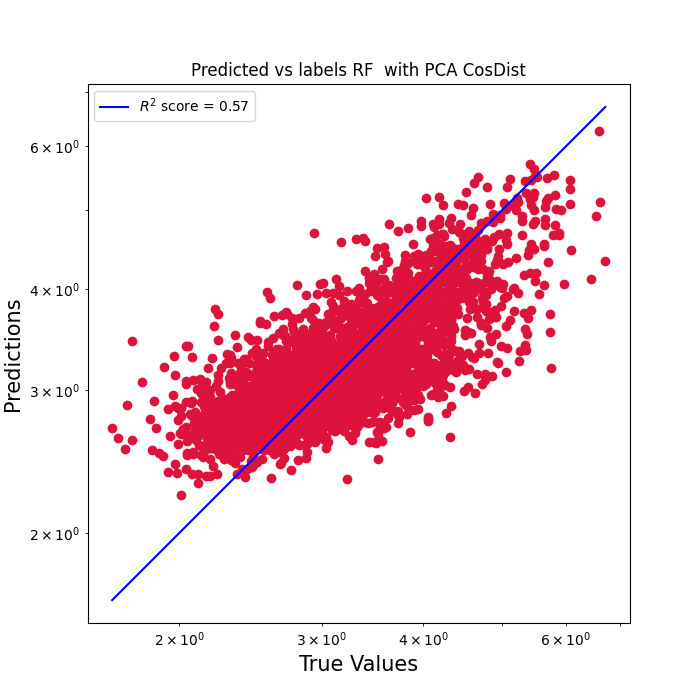 Predicted vs labels RF  with PCA CosDist
R² score = 0.57
6 × 10⁰
4 × 10⁰
3 × 10⁰
2 × 10⁰
Predictions
2 × 10⁰
3 × 10⁰
4 × 10⁰
6 × 10⁰
True Values